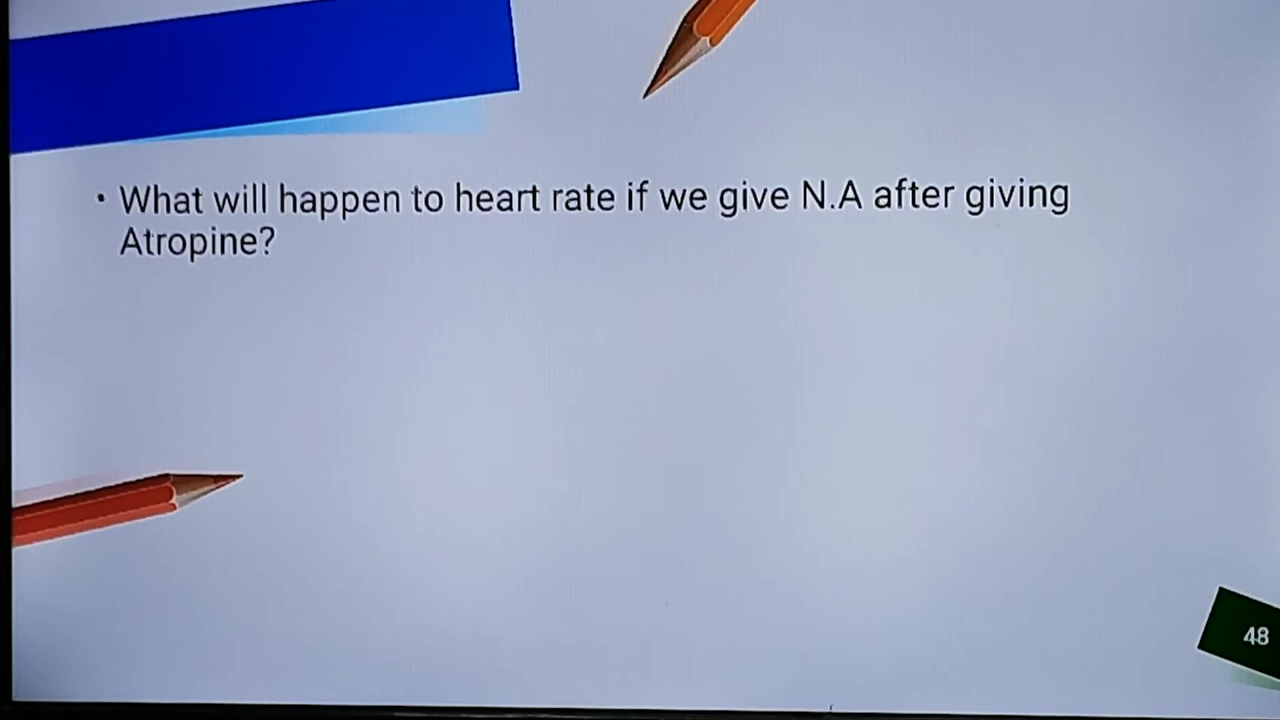 • What will happen to heart rate if we give N.A after giving
Atropine?
48